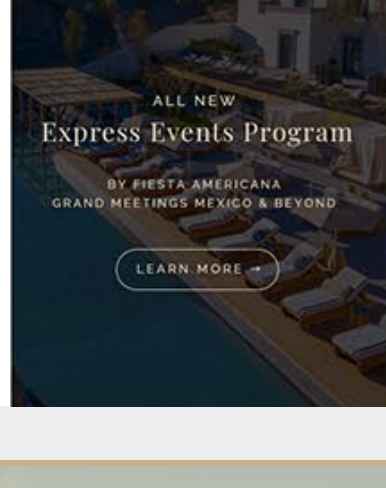 ALL NEW
Express Events Program
BY FIESTA AMERICANA
GRAND MEETINGS MEXICO & BEYOND
LEARN MORE →